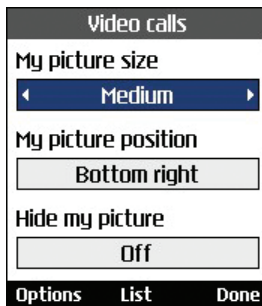 Video calls
My picture size
Medium
My picture position
Bottom right
Hide my picture
Off
Options List Done